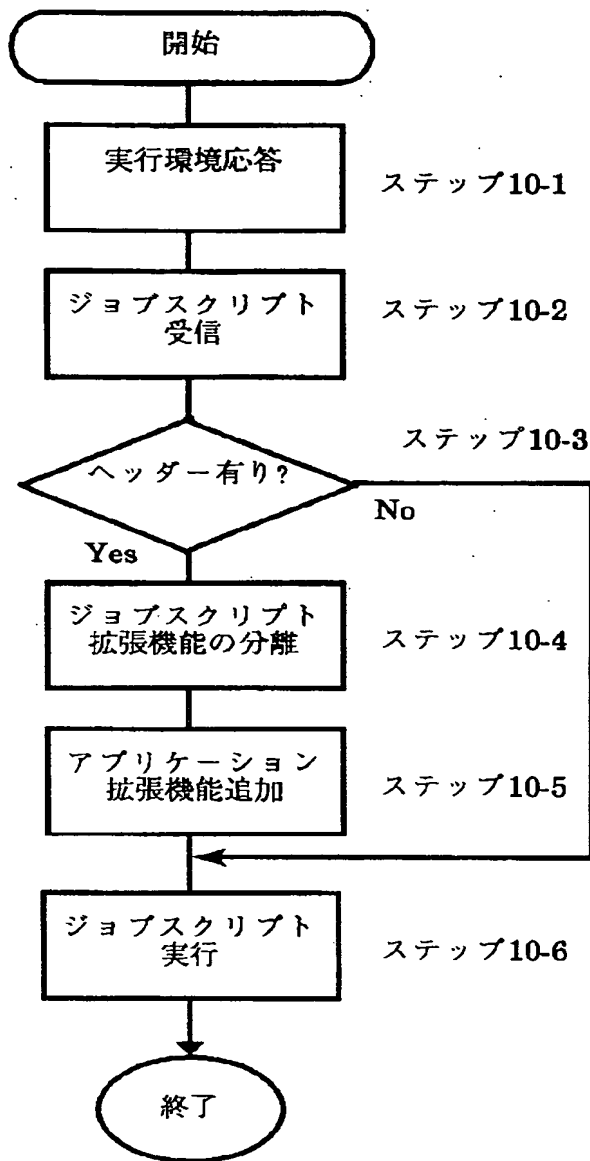 開始
実行環境応答
ステップ10-1
ジョブスクリプト
受信
ステップ10-2
ステップ10-3
ヘッダー有り?
No
Yes
ジョブスクリプト
拡張機能の分離
ステップ10-4
アプリケーション
拡張機能追加
ステップ10-5
ジョブスクリプト
実行
ステップ10-6
終了